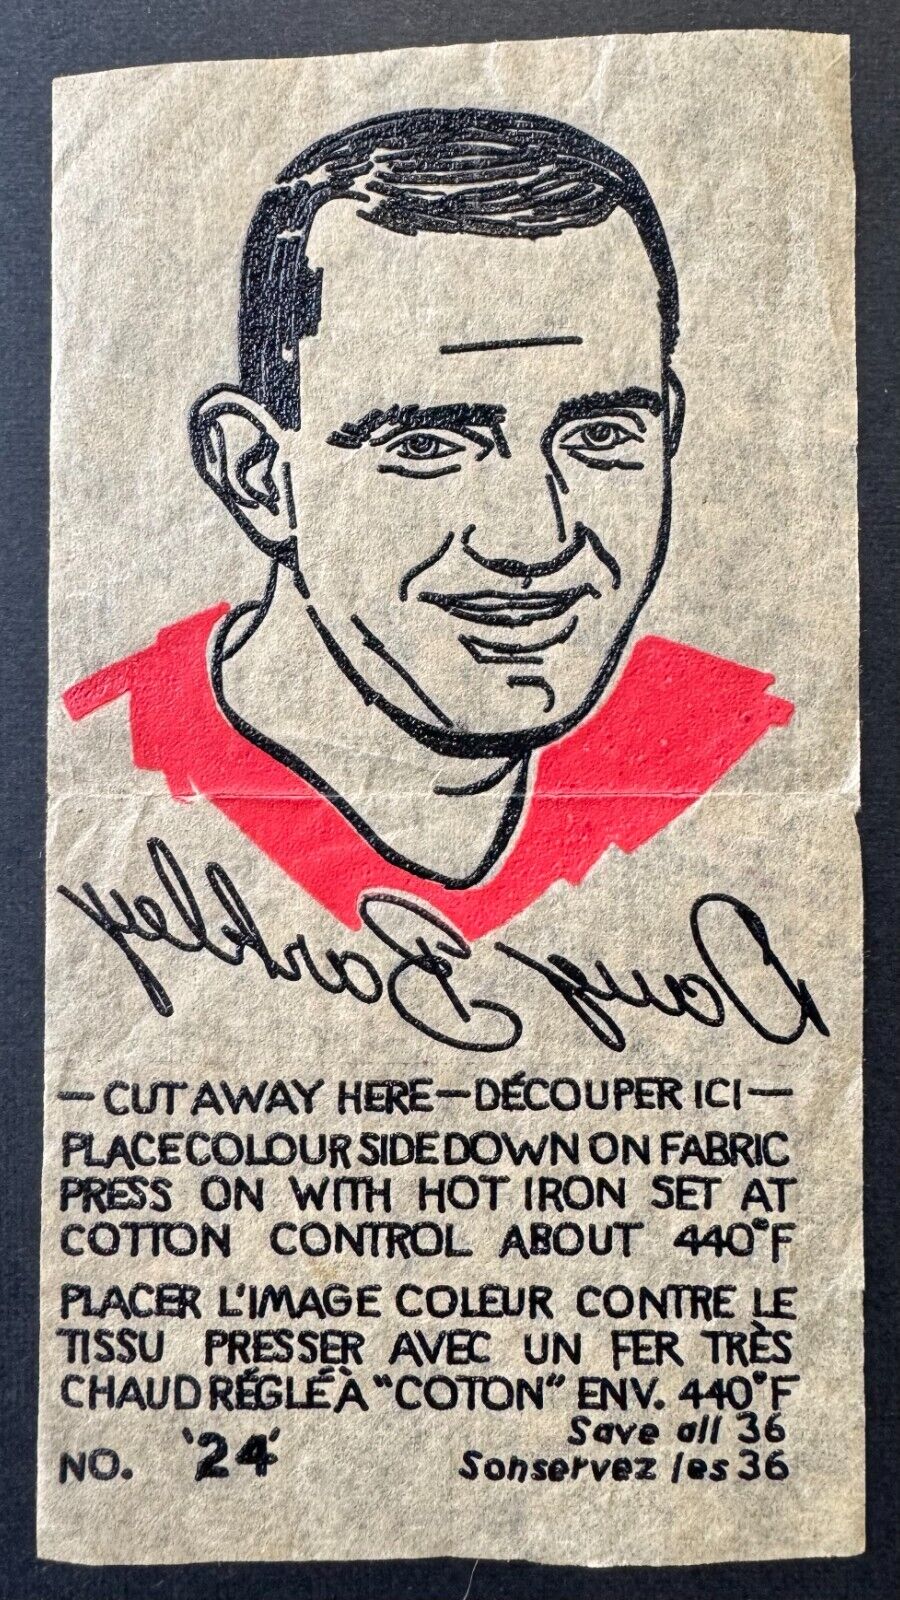 Doug Barkley
—CUT AWAY HERE—DÉCOUPER ICI—
PLACE COLOUR SIDE DOWN ON FABRIC
PRESS ON WITH HOT IRON SET AT
COTTON CONTROL ABOUT 440°F
PLACER L'IMAGE COLEUR CONTRE LE
TISSU PRESSER AVEC UN FER TRÈS
CHAUD RÉGLÉ À "COTON" ENV. 440°F
Save all 36
NO. '24' Sonservez les 36